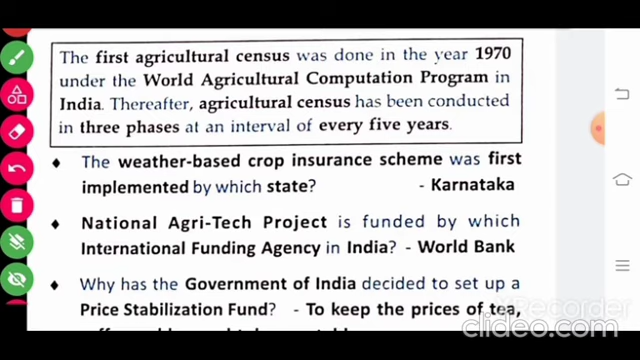 The first agricultural census was done in the year 1970
under the World Agricultural Computation Program in
India. Thereafter, agricultural census has been conducted
in three phases at an interval of every five years.
♦ The weather-based crop insurance scheme was first
implemented by which state? - Karnataka
♦ National Agri-Tech Project is funded by which
International Funding Agency in India? - World Bank
♦ Why has the Government of India decided to set up a
Price Stabilization Fund? - To keep the prices of tea,
Recorder
clideo.com